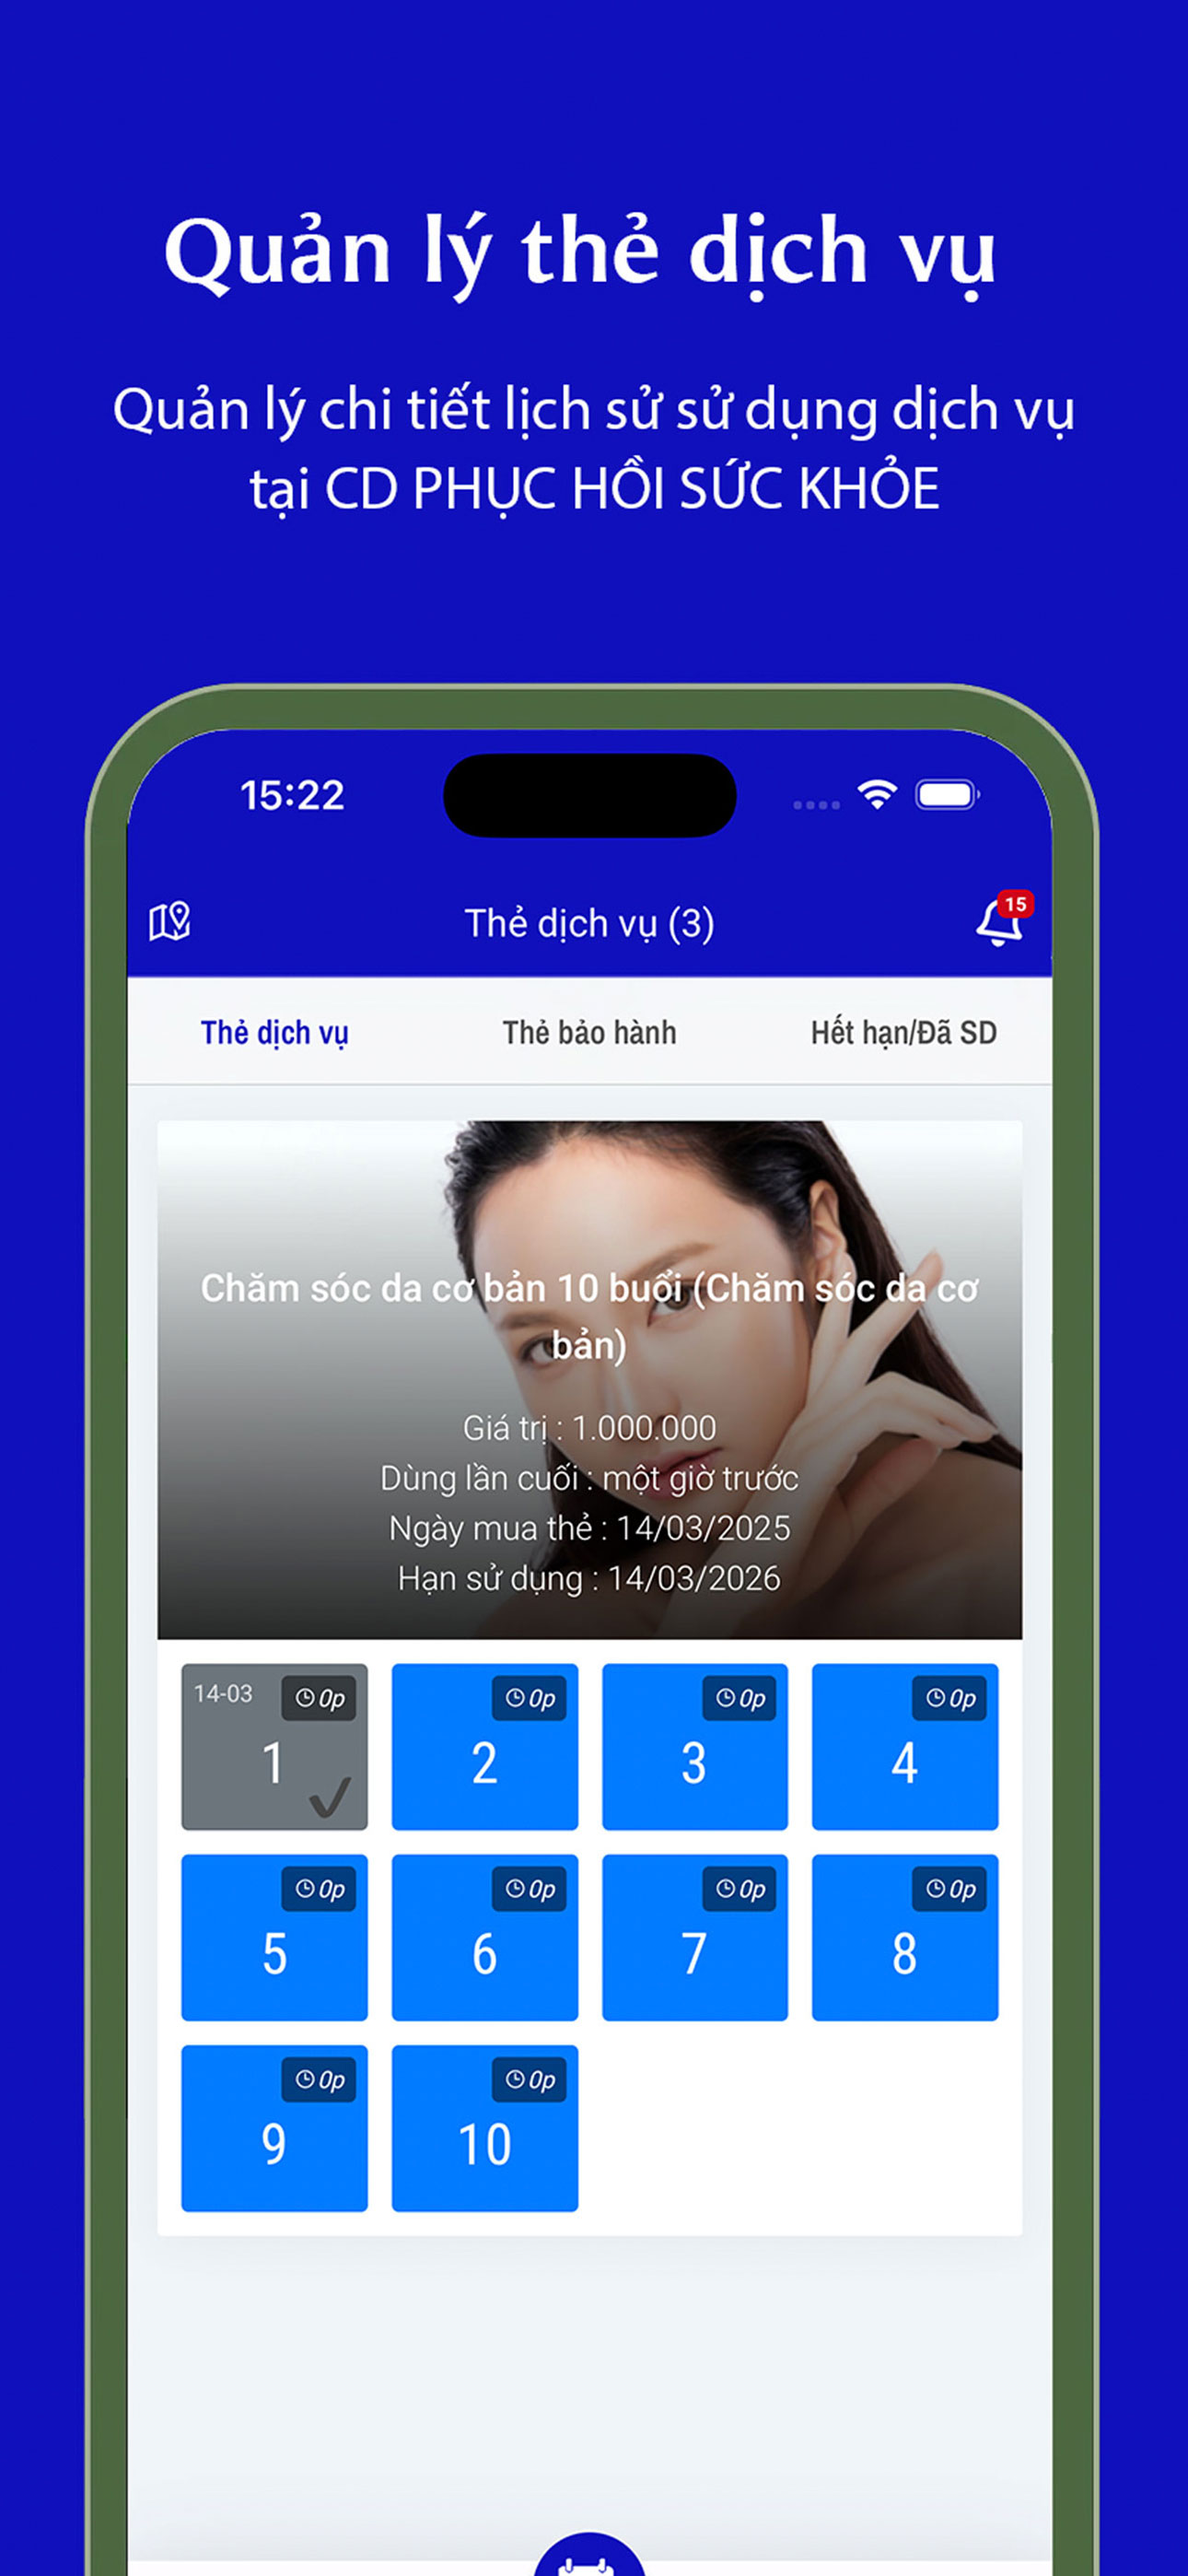 Quản lý thẻ dịch vụ
Quản lý chi tiết lịch sử sử dụng dịch vụ
tại CD PHỤC HỒI SỨC KHỎE
15:22
Thẻ dịch vụ (3)
15
Thẻ dịch vụ
Thẻ bảo hành
Hết hạn/Đã SD
Chăm sóc da cơ bản 10 buổi (Chăm sóc da cơ
bản)
Giá trị : 1.000.000
Dùng lần cuối : một giờ trước
Ngày mua thẻ : 14/03/2025
Hạn sử dụng : 14/03/2026
14-03
0p
1
0p
2
0p
3
0p
4
0p
5
0p
6
0p
7
0p
8
0p
9
0p
10